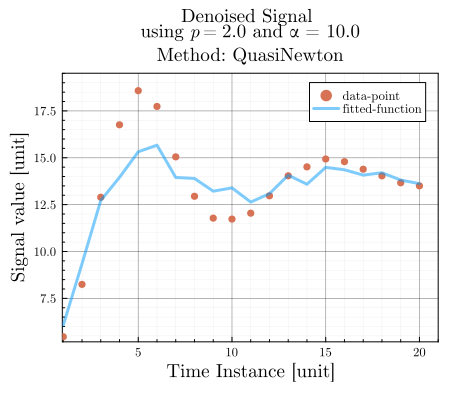 Denoised Signal
using p = 2.0 and α = 10.0
Method: QuasiNewton
data-point
fitted-function
17.5
15.0
12.5
10.0
7.5
Signal value [unit]
5
10
15
20
Time Instance [unit]